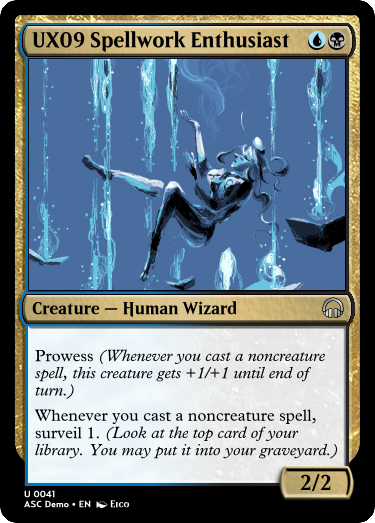 UX09 Spellwork Enthusiast
Creature — Human Wizard
Prowess (Whenever you cast a noncreature
spell, this creature gets +1/+1 until end of
turn.)
Whenever you cast a noncreature spell,
surveil 1. (Look at the top card of your
library. You may put it into your graveyard.)
2/2
U 0041
ASC Demo • EN Eico